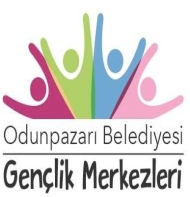 Odunpazarı Belediyesi
Gençlik Merkezleri